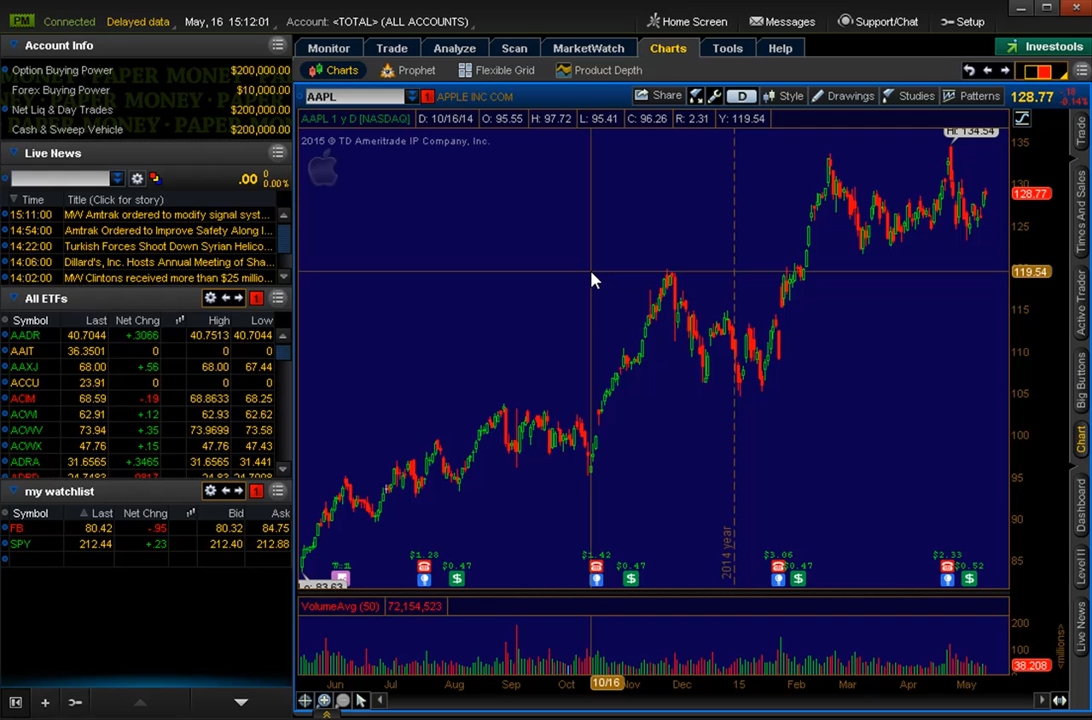 PM Connected Delayed data May, 16 15:12:01 Account: <TOTAL> (ALL ACCOUNTS) Home Screen Messages Support/Chat Setup
Account Info
Option Buying Power $200,000.00
Forex Buying Power $10,000.00
Net Liq & Day Trades $200,000.00
Cash & Sweep Vehicle $200,000.00
Live News
.00 0 0.00%
Time Title (Click for story)
15:11:00 MW Amtrak ordered to modify signal syst...
14:54:00 Amtrak Ordered to Improve Safety Along I...
14:22:00 Turkish Forces Shoot Down Syrian Helico...
14:06:00 Dillard's, Inc. Hosts Annual Meeting of Sha...
14:02:00 MW Clintons received more than $25 millio...
All ETFs 1
Symbol Last Net Chng High Low
AADR 40.7044 +.3066 40.7513 40.7044
AAIT 36.3501 0 0 0
AAXJ 68.00 +.56 68.00 67.44
ACCU 23.91 0 0 0
ACIM 68.59 -.19 68.8633 68.25
ACWI 62.91 +.12 62.93 62.62
ACWV 73.94 +.35 73.9699 73.58
ACWX 47.76 +.15 47.76 47.43
ADRA 31.6565 +.3465 31.6565 31.441
my watchlist 1
Symbol Last Net Chng Bid Ask
FB 80.42 -.95 80.32 84.75
SPY 212.44 +.23 212.40 212.88
Monitor Trade Analyze Scan MarketWatch Charts Tools Help
Investools
Charts Prophet Flexible Grid Product Depth
AAPL 1 APPLE INC COM Share D Style Drawings Studies Patterns 128.77 -.18 -0.14%
AAPL 1 y D [NASDAQ] D: 10/16/14 O: 95.55 H: 97.72 L: 95.41 C: 96.26 R: 2.31 Y: 119.54
2015 © TD Ameritrade IP Company, Inc.
Hi: 134.54
135
130
128.77
125
119.54
115
110
105
100
95
90
85
2014 year
Lo: 83.63
7:1
$1.28
$0.47
$1.42
$0.47
$3.06
$0.47
$2.33
$0.52
VolumeAvg (50) 72,154,523
200
100
38,208
<millions>
Jun Jul Aug Sep Oct 10/16 Nov Dec 15 Feb Mar Apr May
Trade
Times And Sales
Active Trader
Big Buttons
Chart
Dashboard
Level II
Live News